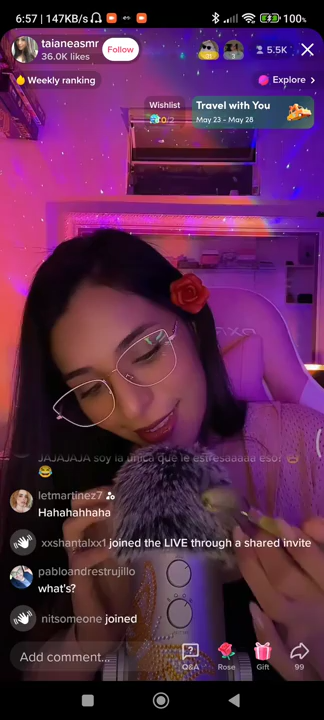 6:57 | 147KB/s
100%
taianeasmr
36.0K likes
Follow
5.5K
Weekly ranking
Explore >
Wishlist
Travel with You
May 23 - May 28
JAJAJAJA soy la única que le estresaaaaa eso? 😩
😂
letmartinez7
Hahahahhaha
xxshantalxx1 joined the LIVE through a shared invite
pabloandrestrujillo
what's?
nitsomeone joined
Add comment...
Q&A
Rose
Gift
99